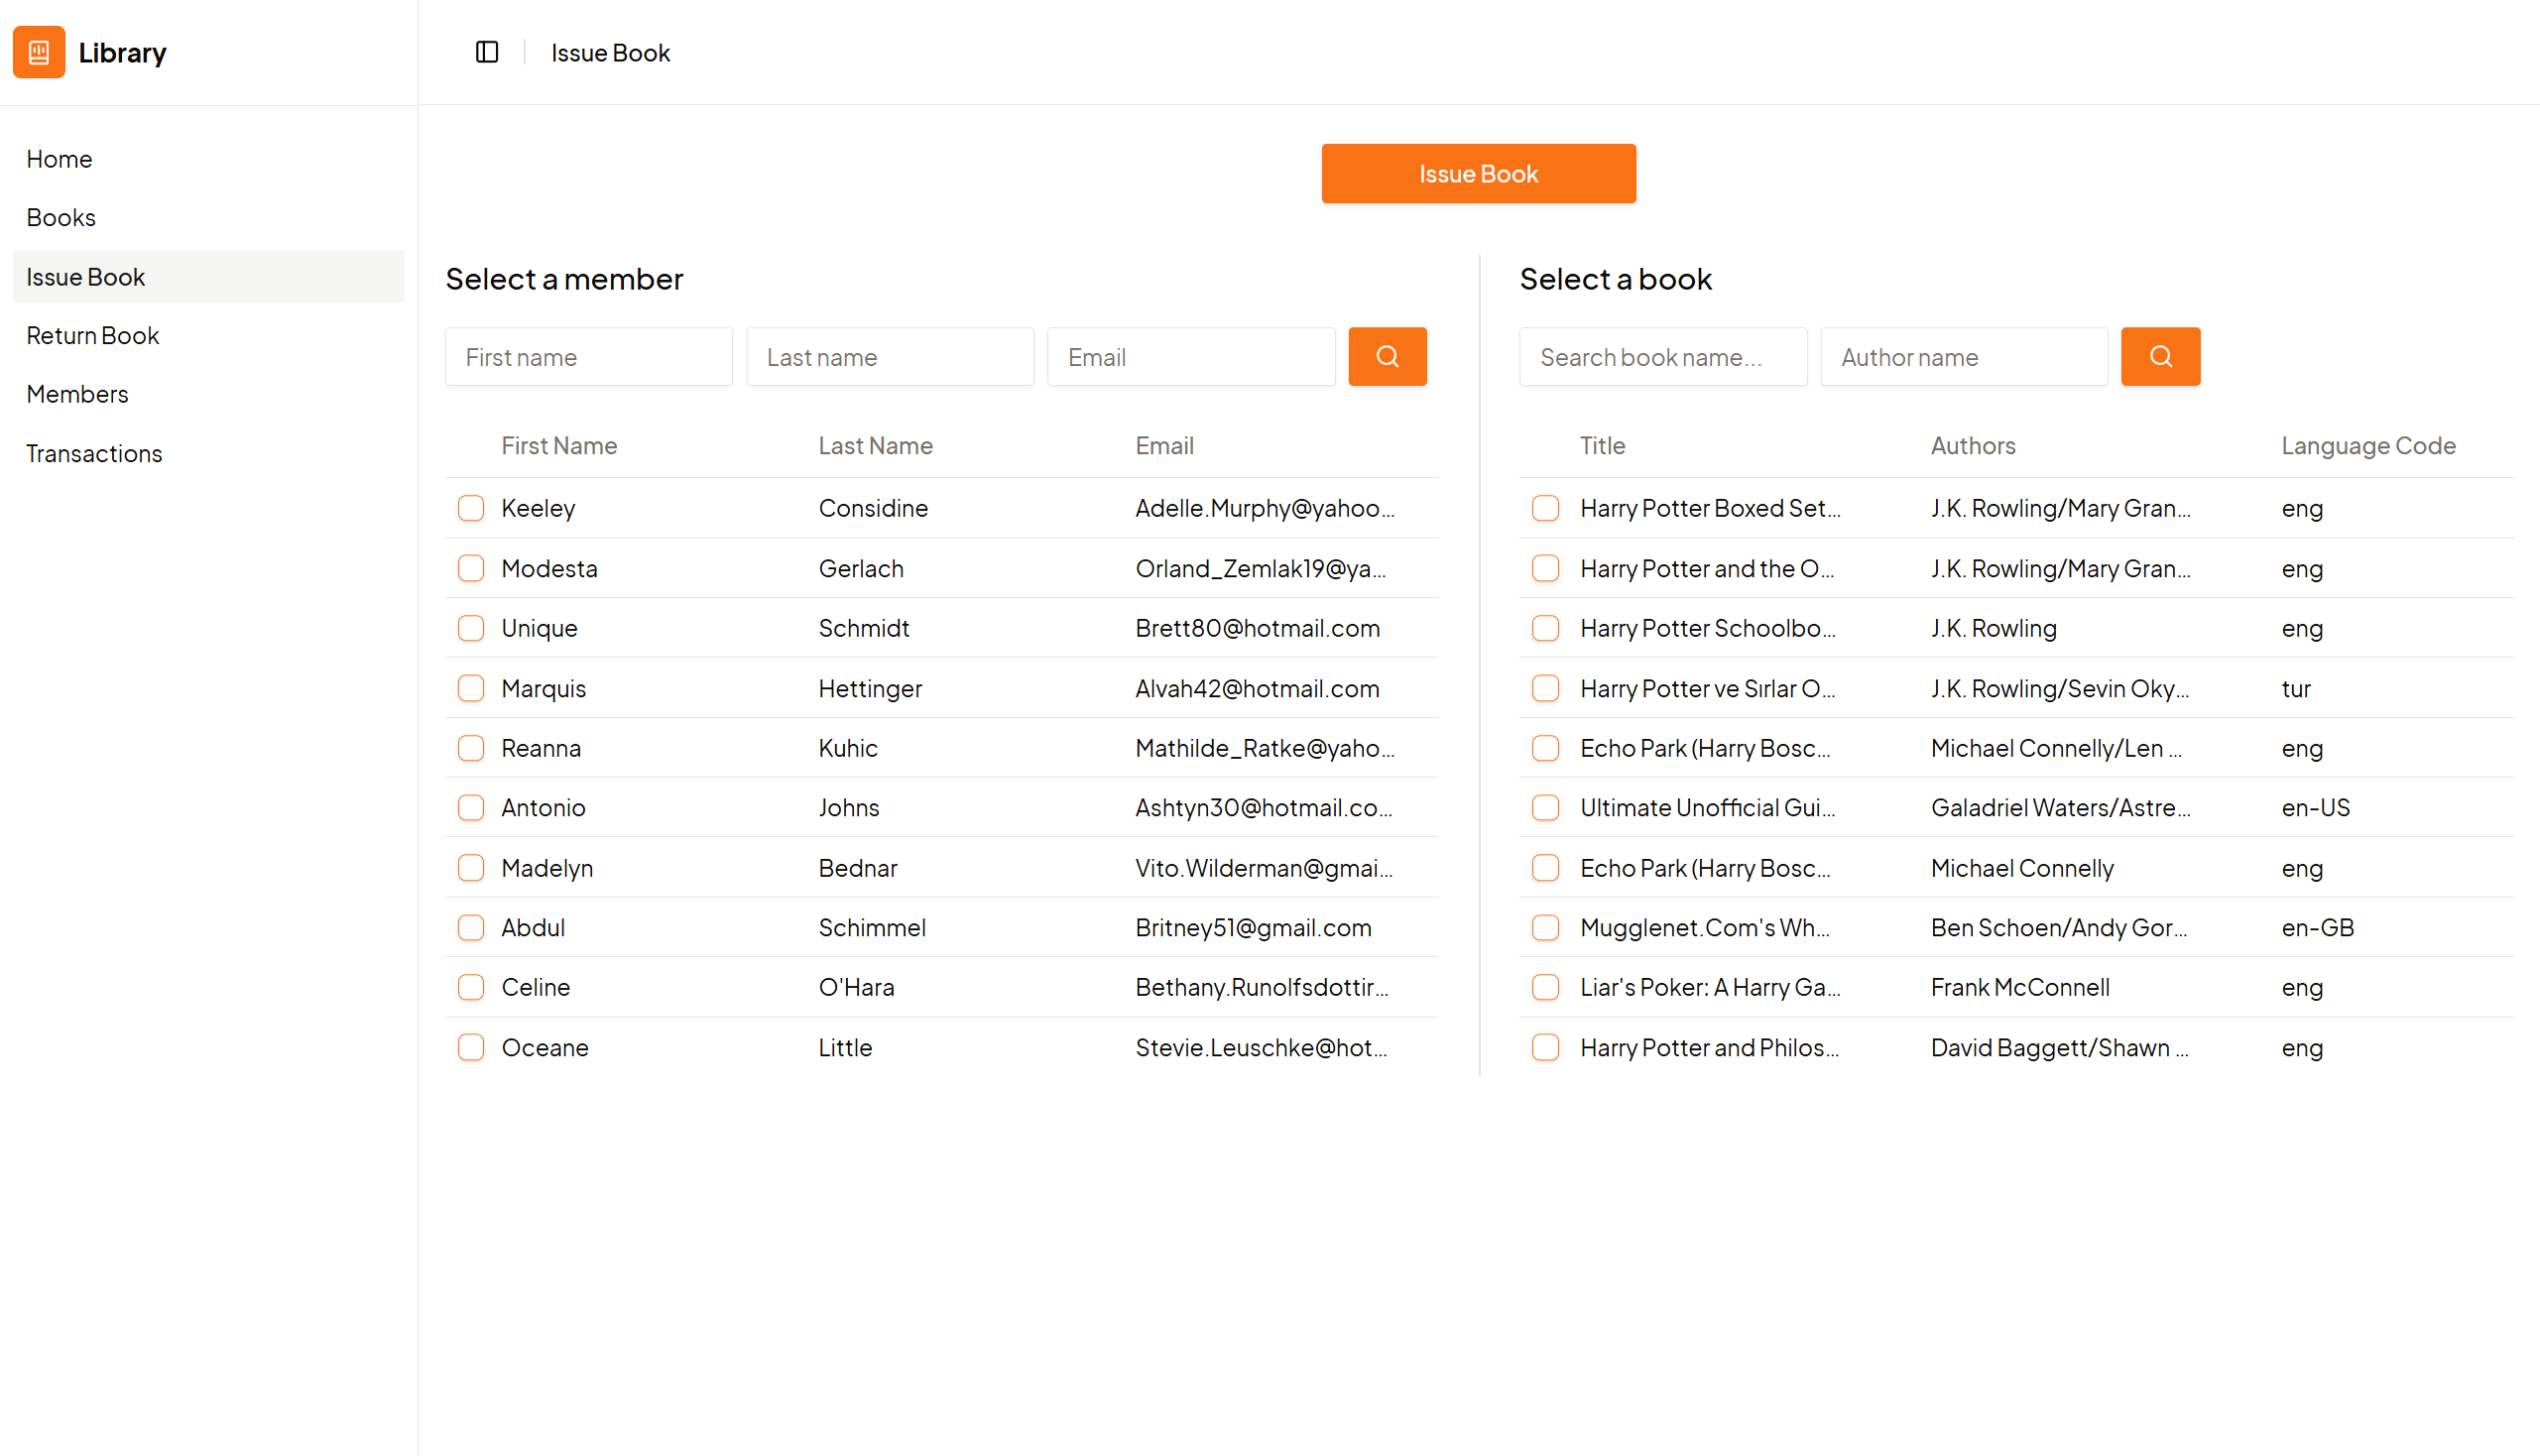 Library
Issue Book
Home
Books
Issue Book
Return Book
Members
Transactions
Issue Book
Select a member
First name Last name Email
First Name Last Name Email
Keeley Considine Adelle.Murphy@yahoo...
Modesta Gerlach Orland_Zemlak19@ya...
Unique Schmidt Brett80@hotmail.com
Marquis Hettinger Alvah42@hotmail.com
Reanna Kuhic Mathilde_Ratke@yaho...
Antonio Johns Ashtyn30@hotmail.co...
Madelyn Bednar Vito.Wilderman@gmai...
Abdul Schimmel Britney51@gmail.com
Celine O'Hara Bethany.Runolfsdottir...
Oceane Little Stevie.Leuschke@hot...
Select a book
Search book name... Author name
Title Authors Language Code
Harry Potter Boxed Set... J.K. Rowling/Mary Gran... eng
Harry Potter and the O... J.K. Rowling/Mary Gran... eng
Harry Potter Schoolbo... J.K. Rowling eng
Harry Potter ve Sırlar O... J.K. Rowling/Sevin Oky... tur
Echo Park (Harry Bosc... Michael Connelly/Len ... eng
Ultimate Unofficial Gui... Galadriel Waters/Astre... en-US
Echo Park (Harry Bosc... Michael Connelly eng
Mugglenet.Com's Wh... Ben Schoen/Andy Gor... en-GB
Liar's Poker: A Harry Ga... Frank McConnell eng
Harry Potter and Philos... David Baggett/Shawn ... eng